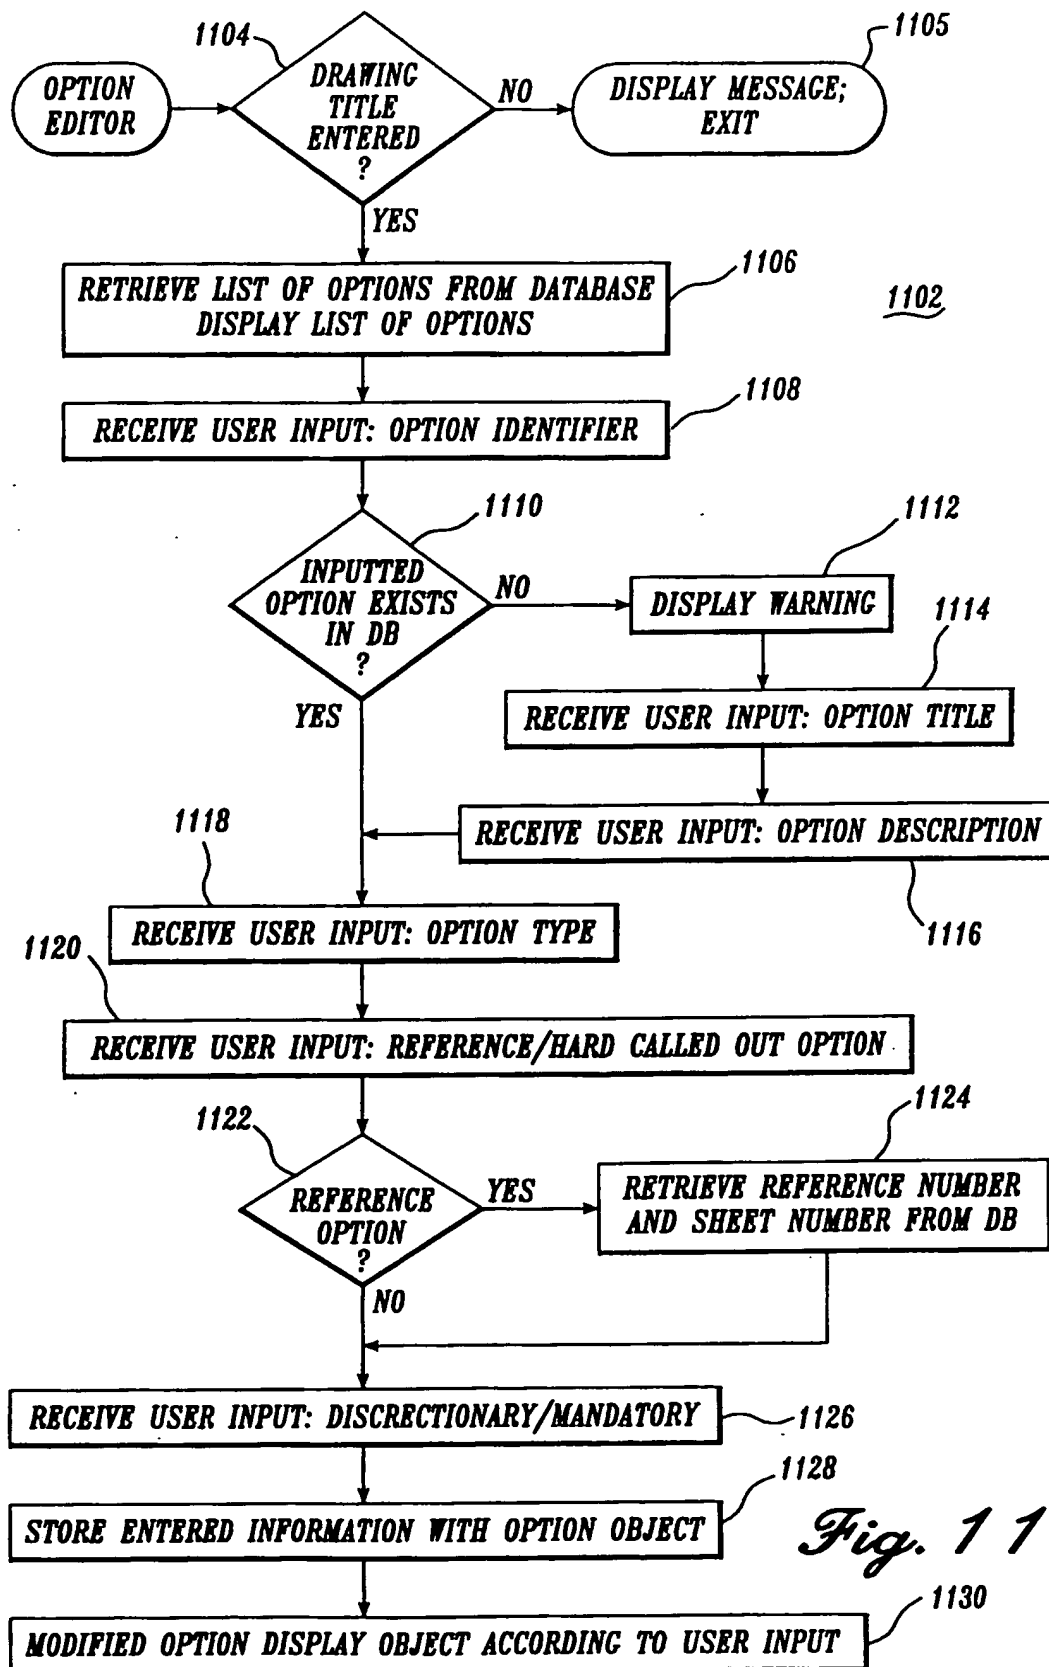 1104
1105
OPTION
EDITOR
DRAWING
TITLE
ENTERED
?
NO
DISPLAY MESSAGE;
EXIT
YES
1106
RETRIEVE LIST OF OPTIONS FROM DATABASE
DISPLAY LIST OF OPTIONS
1102
1108
RECEIVE USER INPUT: OPTION IDENTIFIER
1110
1112
INPUTTED
OPTION EXISTS
IN DB
?
NO
DISPLAY WARNING
1114
YES
RECEIVE USER INPUT: OPTION TITLE
1118
RECEIVE USER INPUT: OPTION DESCRIPTION
1116
RECEIVE USER INPUT: OPTION TYPE
1120
RECEIVE USER INPUT: REFERENCE/HARD CALLED OUT OPTION
1122
1124
REFERENCE
OPTION
?
YES
RETRIEVE REFERENCE NUMBER
AND SHEET NUMBER FROM DB
NO
RECEIVE USER INPUT: DISCRECTIONARY/MANDATORY
1126
1128
STORE ENTERED INFORMATION WITH OPTION OBJECT
Fig. 11
1130
MODIFIED OPTION DISPLAY OBJECT ACCORDING TO USER INPUT